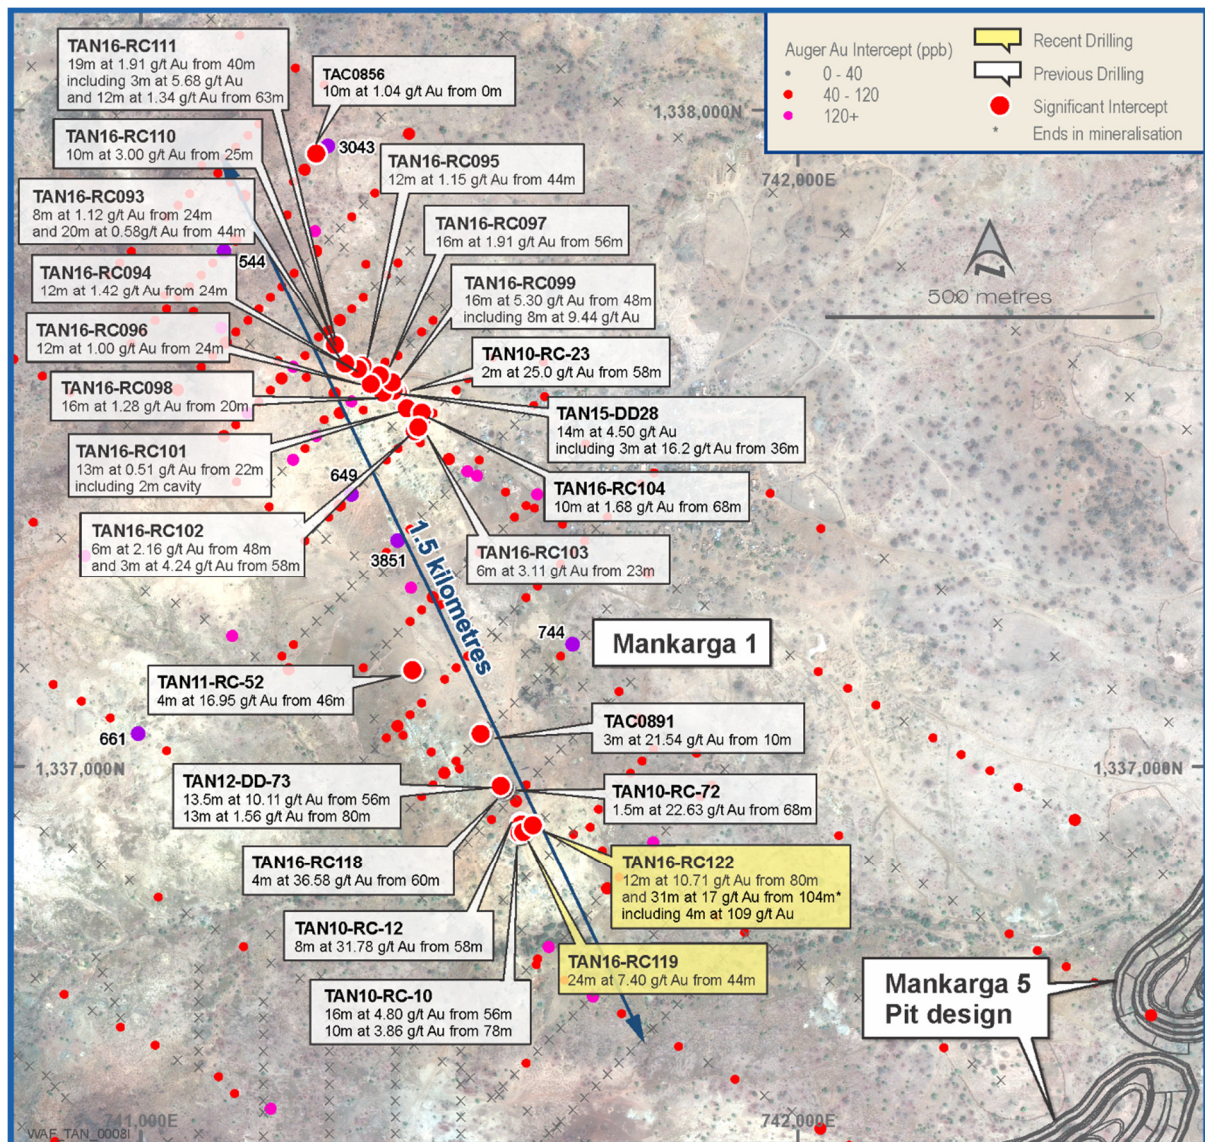 TAN16-RC111
19m at 1.91 g/t Au from 40m
including 3m at 5.68 g/t Au
and 12m at 1.34 g/t Au from 63m
TAC0856
10m at 1.04 g/t Au from 0m
Auger Au Intercept (ppb)
0 - 40
40 - 120
120+
Recent Drilling
Previous Drilling
Significant Intercept
* Ends in mineralisation
1,338,000N
742,000E
TAN16-RC110
10m at 3.00 g/t Au from 25m
3043
TAN16-RC095
12m at 1.15 g/t Au from 44m
TAN16-RC093
8m at 1.12 g/t Au from 24m
and 20m at 0.58g/t Au from 44m
TAN16-RC097
16m at 1.91 g/t Au from 56m
544
TAN16-RC094
12m at 1.42 g/t Au from 24m
TAN16-RC099
16m at 5.30 g/t Au from 48m
including 8m at 9.44 g/t Au
N
500 metres
TAN16-RC096
12m at 1.00 g/t Au from 24m
TAN10-RC-23
2m at 25.0 g/t Au from 58m
TAN16-RC098
16m at 1.28 g/t Au from 20m
TAN15-DD28
14m at 4.50 g/t Au
including 3m at 16.2 g/t Au from 36m
TAN16-RC101
13m at 0.51 g/t Au from 22m
including 2m cavity
649
TAN16-RC104
10m at 1.68 g/t Au from 68m
TAN16-RC102
6m at 2.16 g/t Au from 48m
and 3m at 4.24 g/t Au from 58m
3851
TAN16-RC103
6m at 3.11 g/t Au from 23m
1.5 kilometres
744
Mankarga 1
TAN11-RC-52
4m at 16.95 g/t Au from 46m
661
TAC0891
3m at 21.54 g/t Au from 10m
1,337,000N
1,337,000N
TAN12-DD-73
13.5m at 10.11 g/t Au from 56m
13m at 1.56 g/t Au from 80m
TAN10-RC-72
1.5m at 22.63 g/t Au from 68m
TAN16-RC118
4m at 36.58 g/t Au from 60m
TAN16-RC122
12m at 10.71 g/t Au from 80m
and 31m at 17 g/t Au from 104m*
including 4m at 109 g/t Au
TAN10-RC-12
8m at 31.78 g/t Au from 58m
TAN16-RC119
24m at 7.40 g/t Au from 44m
TAN10-RC-10
16m at 4.80 g/t Au from 56m
10m at 3.86 g/t Au from 78m
Mankarga 5
Pit design
741,000E
742,000E
WAF_TAN_0008l